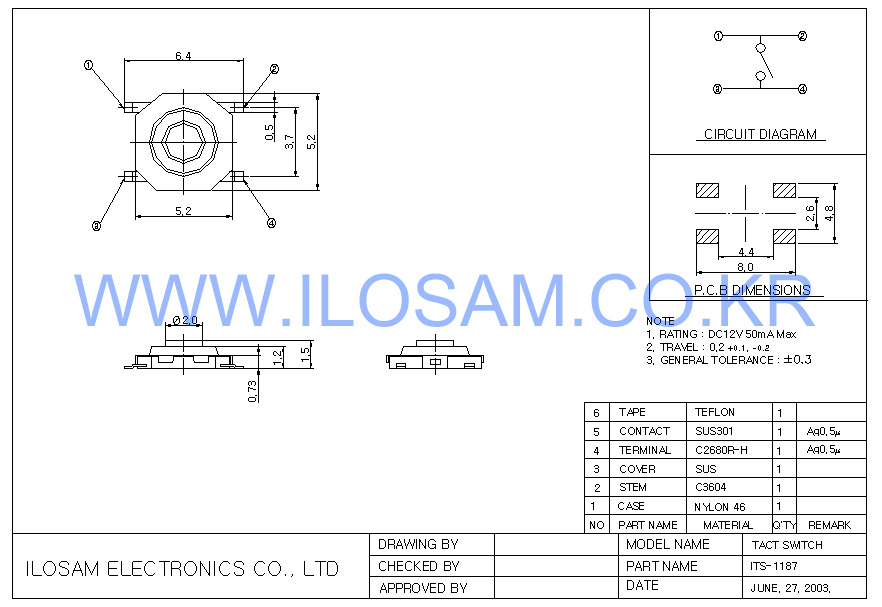 6.4
①
②
0.5
3.7
5.2
5.2
③
④
① ②
③ ④
CIRCUIT DIAGRAM
2.6
4.8
4.4
8.0
P.C.B DIMENSIONS
WWW.ILOSAM.CO.KR
NOTE
1, RATING : DC12V 50mA Max
2, TRAVEL : 0,2 +0.1, -0.2
3, GENERAL TOLERANCE : ±0.3
Ø2.0
1.2
1.5
0.73
6 TAPE TEFLON 1
5 CONTACT SUS301 1 Ag0,5μ
4 TERMINAL C2680R-H 1 Ag0,5μ
3 COVER SUS 1
2 STEM C3604 1
1 CASE NYLON 46 1
NO PART NAME MATERIAL Q'TY REMARK
ILOSAM ELECTRONICS CO., LTD
DRAWING BY MODEL NAME TACT SWITCH
CHECKED BY PART NAME ITS-1187
APPROVED BY DATE JUNE, 27, 2003,